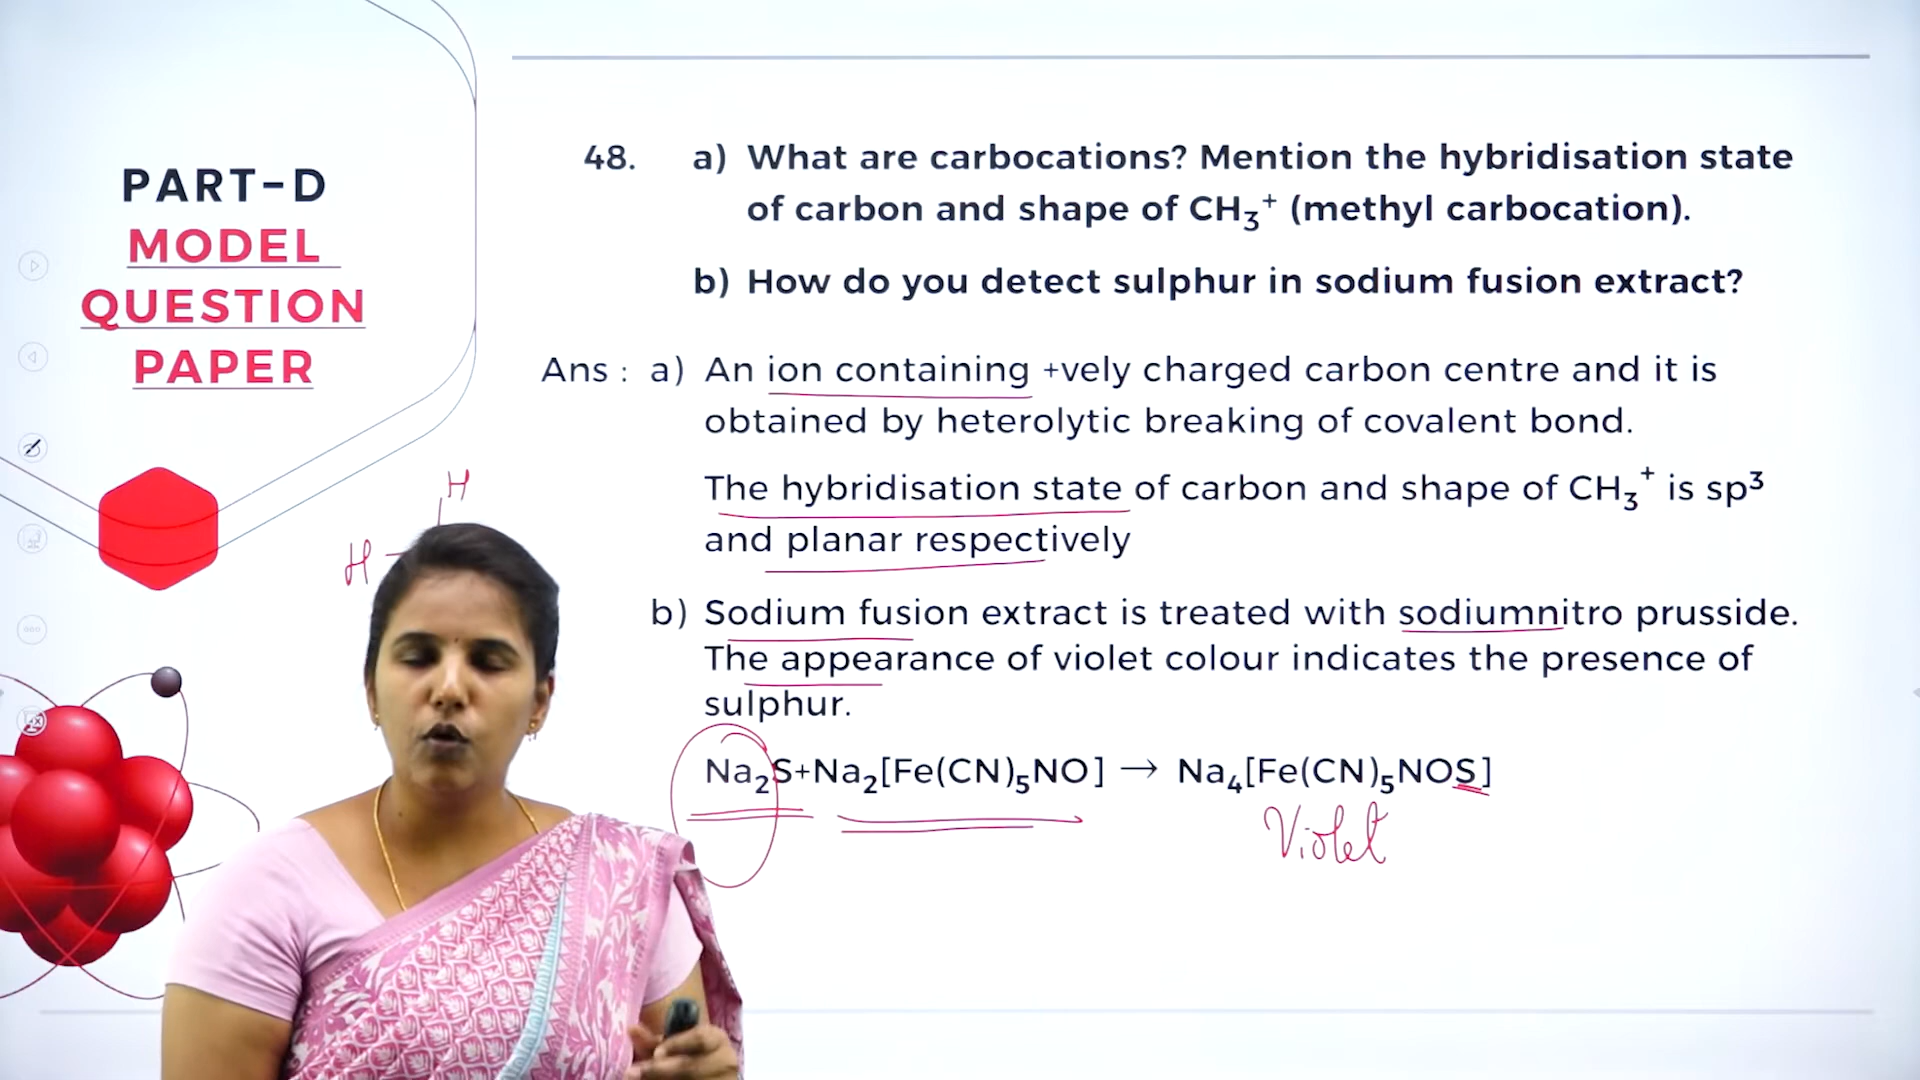 PART-D
MODEL
QUESTION
PAPER
48. a) What are carbocations? Mention the hybridisation state
of carbon and shape of CH₃⁺ (methyl carbocation).
b) How do you detect sulphur in sodium fusion extract?
Ans : a) An ion containing +vely charged carbon centre and it is
obtained by heterolytic breaking of covalent bond.
The hybridisation state of carbon and shape of CH₃⁺ is sp³
and planar respectively
H
H
b) Sodium fusion extract is treated with sodiumnitro prusside.
The appearance of violet colour indicates the presence of
sulphur.
Na₂S+Na₂[Fe(CN)₅NO] → Na₄[Fe(CN)₅NOS]
Violet